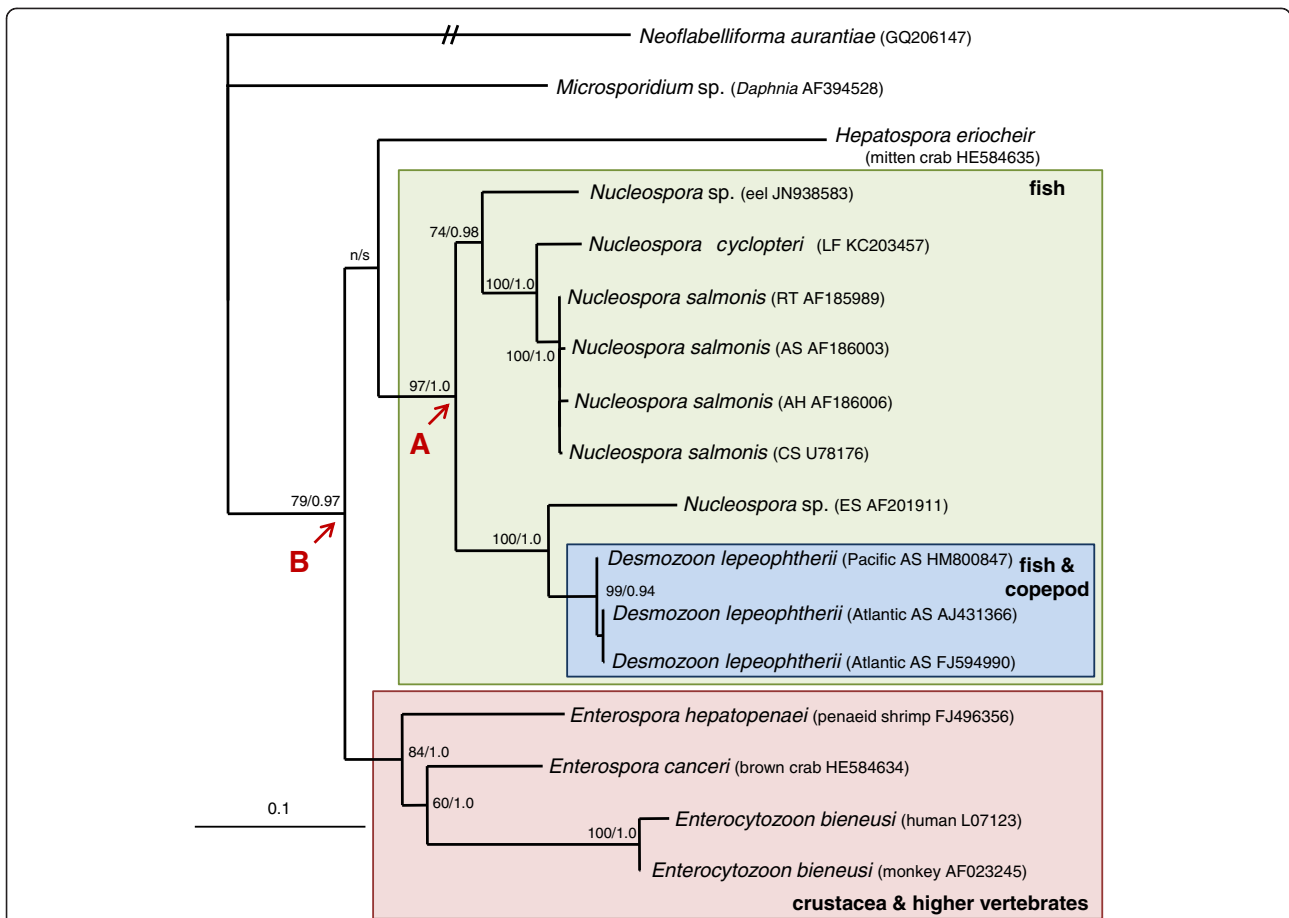 Neoflabelliforma aurantiae (GQ206147)
Microsporidium sp. (Daphnia AF394528)
Hepatospora eriocheir
(mitten crab HE584635)
fish
Nucleospora sp. (eel JN938583)
74/0.98
Nucleospora cyclopteri (LF KC203457)
n/s
100/1.0
Nucleospora salmonis (RT AF185989)
Nucleospora salmonis (AS AF186003)
100/1.0
97/1.0
Nucleospora salmonis (AH AF186006)
A
Nucleospora salmonis (CS U78176)
79/0.97
Nucleospora sp. (ES AF201911)
B
100/1.0
Desmozoon lepeophtherii (Pacific AS HM800847)
fish &
copepod
99/0.94
Desmozoon lepeophtherii (Atlantic AS AJ431366)
Desmozoon lepeophtherii (Atlantic AS FJ594990)
Enterospora hepatopenaei (penaeid shrimp FJ496356)
84/1.0
Enterospora canceri (brown crab HE584634)
0.1
60/1.0
Enterocytozoon bieneusi (human L07123)
100/1.0
Enterocytozoon bieneusi (monkey AF023245)
crustacea & higher vertebrates